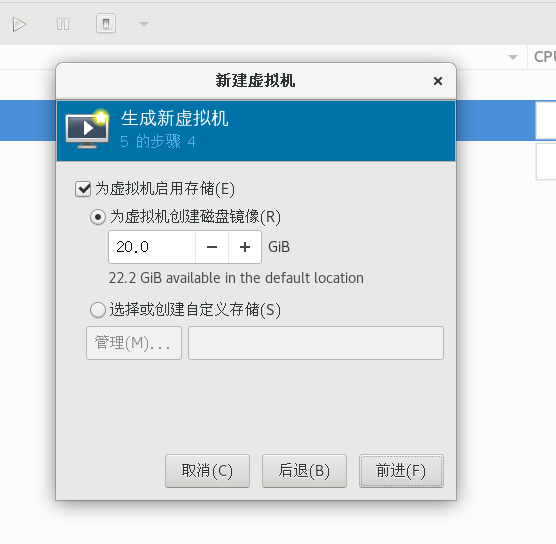 CPU
新建虚拟机
生成新虚拟机
5 的步骤 4
为虚拟机启用存储(E)
为虚拟机创建磁盘镜像(R)
20.0 GiB
22.2 GiB available in the default location
选择或创建自定义存储(S)
管理(M)...
取消(C) 后退(B) 前进(F)